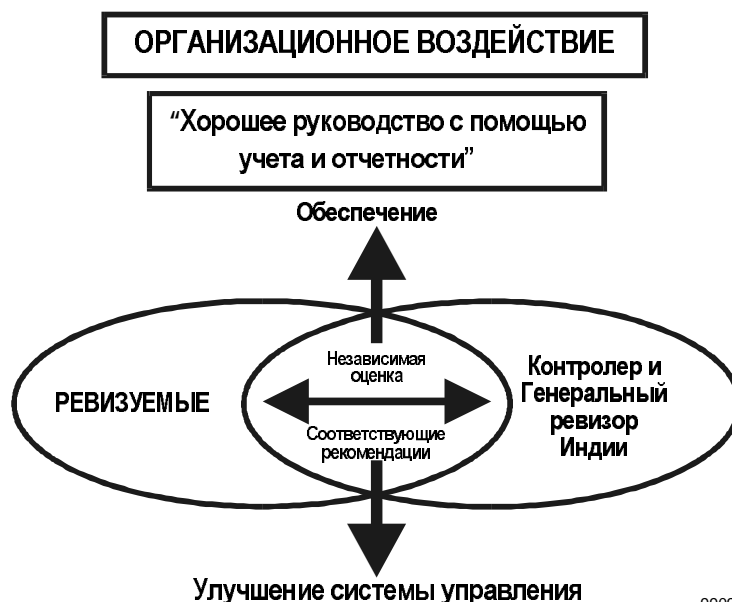 ОРГАНИЗАЦИОННОЕ ВОЗДЕЙСТВИЕ
“Хорошее руководство с помощью
учета и отчетности”
Обеспечение
Независимая
оценка
РЕВИЗУЕМЫЕ
Контролер и
Генеральный
ревизор
Индии
Соответствующие
рекомендации
Улучшение системы управления